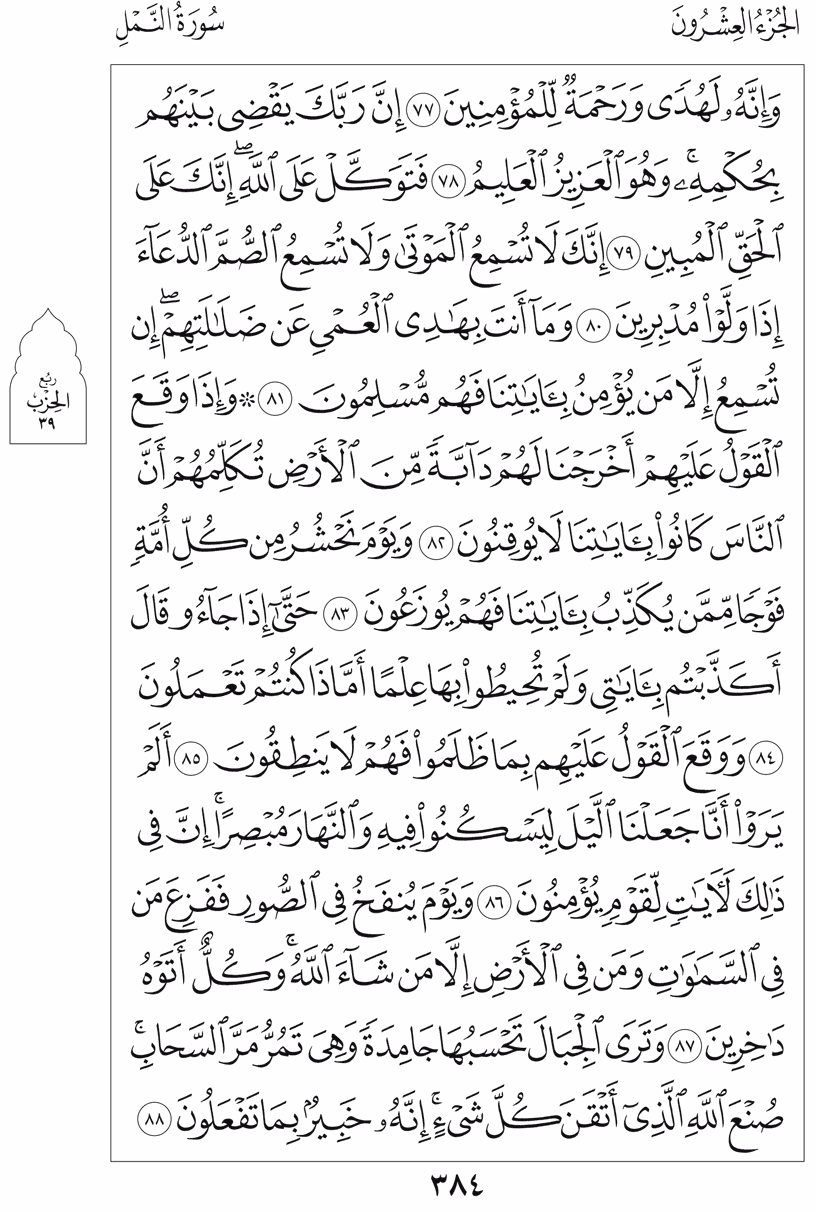 الجُزْءُ العِشْرُونَ
سُورَةُ النَّمْلِ
وَإِنَّهُۥ لَهُدٗى وَرَحۡمَةٞ لِّلۡمُؤۡمِنِينَ ٧٧ إِنَّ رَبَّكَ يَقۡضِي بَيۡنَهُم
بِحُكۡمِهِۦۚ وَهُوَ ٱلۡعَزِيزُ ٱلۡعَلِيمُ ٧٨ فَتَوَكَّلۡ عَلَى ٱللَّهِۖ إِنَّكَ عَلَى
ٱلۡحَقِّ ٱلۡمُبِينِ ٧٩ إِنَّكَ لَا تُسۡمِعُ ٱلۡمَوۡتَىٰ وَلَا تُسۡمِعُ ٱلصُّمَّ ٱلدُّعَآءَ
إِذَا وَلَّوۡاْ مُدۡبِرِينَ ٨٠ وَمَآ أَنتَ بِهَٰدِي ٱلۡعُمۡيِ عَن ضَلَٰلَتِهِمۡۖ إِن
تُسۡمِعُ إِلَّا مَن يُؤۡمِنُ بِـَٔايَٰتِنَا فَهُم مُّسۡلِمُونَ ٨١ ۞ وَإِذَا وَقَعَ
ٱلۡقَوۡلُ عَلَيۡهِمۡ أَخۡرَجۡنَا لَهُمۡ دَآبَّةٗ مِّنَ ٱلۡأَرۡضِ تُكَلِّمُهُمۡ أَنَّ
ٱلنَّاسَ كَانُواْ بِـَٔايَٰتِنَا لَا يُوقِنُونَ ٨٢ وَيَوۡمَ نَحۡشُرُ مِن كُلِّ أُمَّةٖ
فَوۡجٗا مِّمَّن يُكَذِّبُ بِـَٔايَٰتِنَا فَهُمۡ يُوزَعُونَ ٨٣ حَتَّىٰٓ إِذَا جَآءُو قَالَ
أَكَذَّبۡتُم بِـَٔايَٰتِي وَلَمۡ تُحِيطُواْ بِهَا عِلۡمًا أَمَّاذَا كُنتُمۡ تَعۡمَلُونَ
٨٤ وَوَقَعَ ٱلۡقَوۡلُ عَلَيۡهِم بِمَا ظَلَمُواْ فَهُمۡ لَا يَنطِقُونَ ٨٥ أَلَمۡ
يَرَوۡاْ أَنَّا جَعَلۡنَا ٱلَّيۡلَ لِيَسۡكُنُواْ فِيهِ وَٱلنَّهَارَ مُبۡصِرًاۚ إِنَّ فِي
ذَٰلِكَ لَأٓيَٰتٖ لِّقَوۡمٖ يُؤۡمِنُونَ ٨٦ وَيَوۡمَ يُنفَخُ فِي ٱلصُّورِ فَفَزِعَ مَن
فِي ٱلسَّمَٰوَٰتِ وَمَن فِي ٱلۡأَرۡضِ إِلَّا مَن شَآءَ ٱللَّهُۚ وَكُلٌّ أَتَوۡهُ
دَٰخِرِينَ ٨٧ وَتَرَى ٱلۡجِبَالَ تَحۡسَبُهَا جَامِدَةٗ وَهِيَ تَمُرُّ مَرَّ ٱلسَّحَابِۚ
صُنۡعَ ٱللَّهِ ٱلَّذِيٓ أَتۡقَنَ كُلَّ شَيۡءٍۚ إِنَّهُۥ خَبِيرُۢ بِمَا تَفۡعَلُونَ ٨٨
رُبْعُ
الحِزْبِ
٣٩
٣٨٤